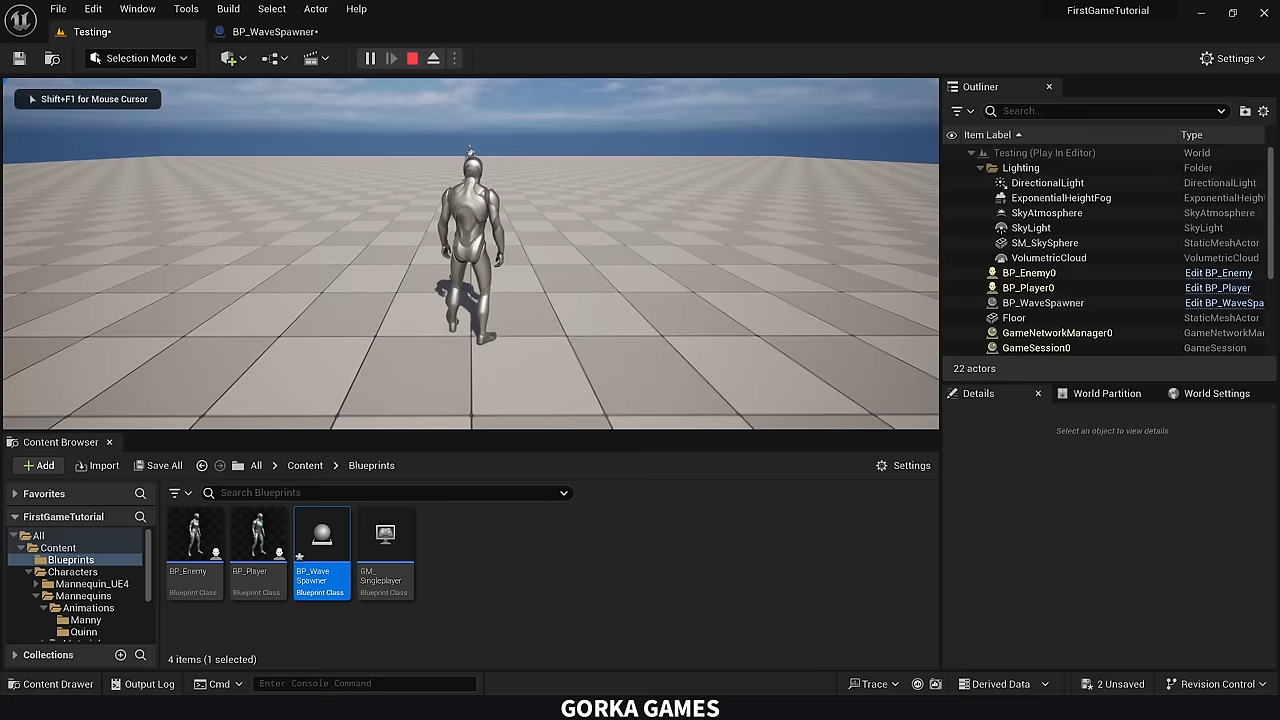 File Edit Window Tools Build Select Actor Help
FirstGameTutorial
Testing•
BP_WaveSpawner•
Selection Mode
Settings
Shift+F1 for Mouse Cursor
Outliner
Search...
Item Label
Type
Testing (Play In Editor) World
Lighting Folder
DirectionalLight DirectionalLight
ExponentialHeightFog ExponentialHeight
SkyAtmosphere SkyAtmosphere
SkyLight SkyLight
SM_SkySphere StaticMeshActor
VolumetricCloud VolumetricCloud
BP_Enemy0 Edit BP_Enemy
BP_Player0 Edit BP_Player
BP_WaveSpawner Edit BP_WaveSpa
Floor StaticMeshActor
GameNetworkManager0 GameNetworkMar
GameSession0 GameSession
22 actors
Details
World Partition
World Settings
Select an object to view details.
Content Browser
Add
Import
Save All
All
Content
Blueprints
Settings
Favorites
Search Blueprints
FirstGameTutorial
All
Content
Blueprints
Characters
Mannequin_UE4
Mannequins
Animations
Manny
Quinn
BP_Enemy
Blueprint Class
BP_Player
Blueprint Class
BP_Wave
Spawner
Blueprint Class
GM_
Singleplayer
Blueprint Class
Collections
4 items (1 selected)
Content Drawer
Output Log
Cmd
Enter Console Command
Trace
Derived Data
2 Unsaved
Revision Control
GORKA GAMES